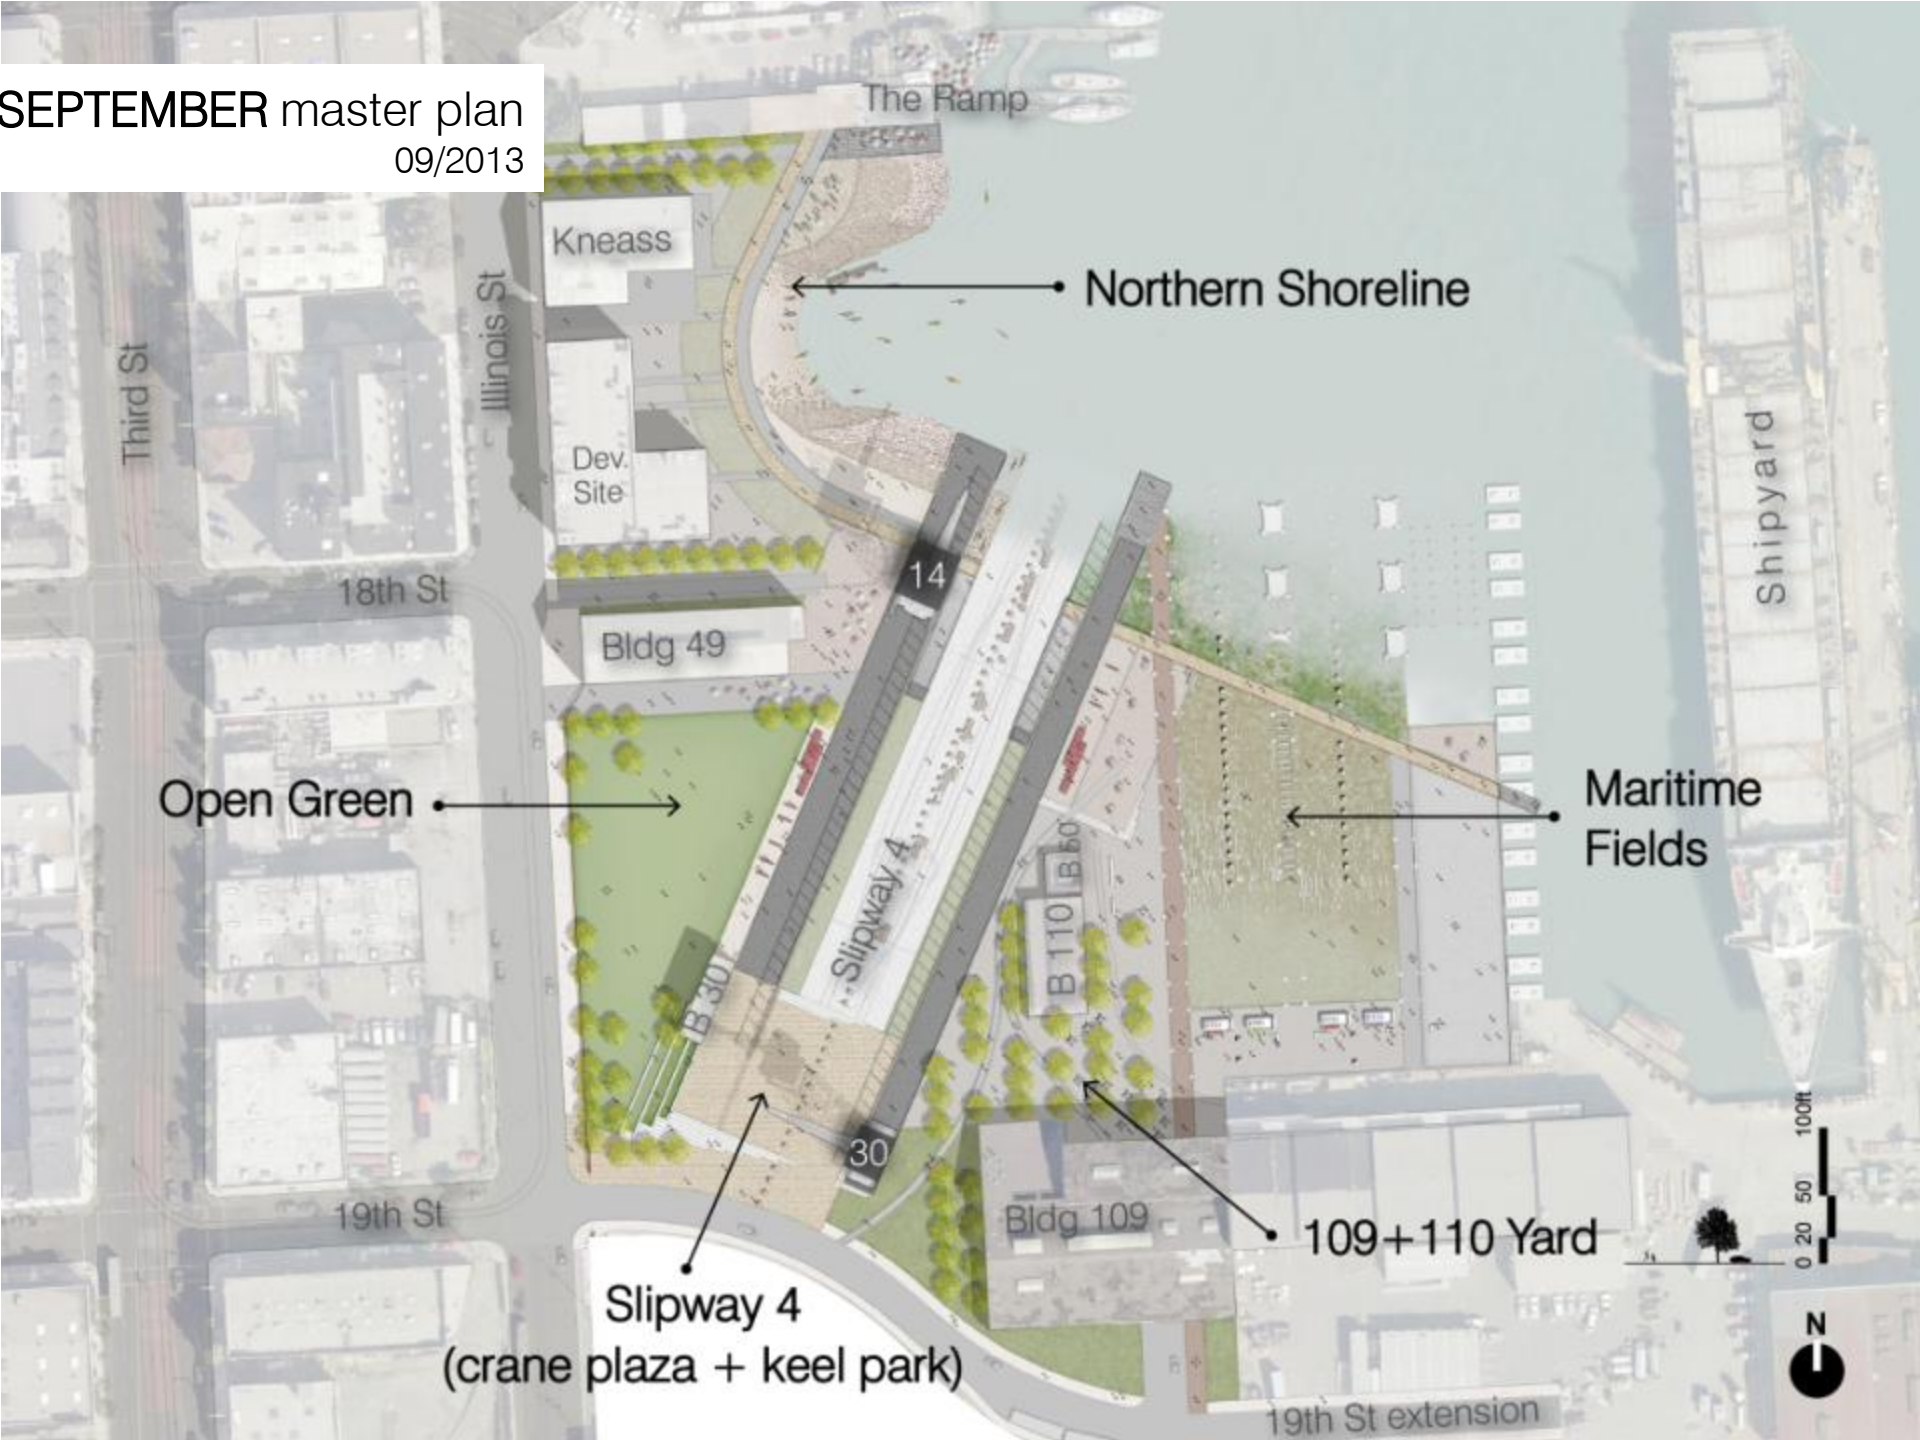 SEPTEMBER master plan
09/2013
The Ramp
Kneass
Northern Shoreline
Illinois St
Third St
Dev.
Site
Shipyard
14
18th St
Bldg 49
Open Green
Maritime
Fields
Slipway 4
B 50
B 110
B 30
30
100ft
50
20
0
19th St
Bldg 109
109+110 Yard
Slipway 4
(crane plaza + keel park)
N
19th St extension